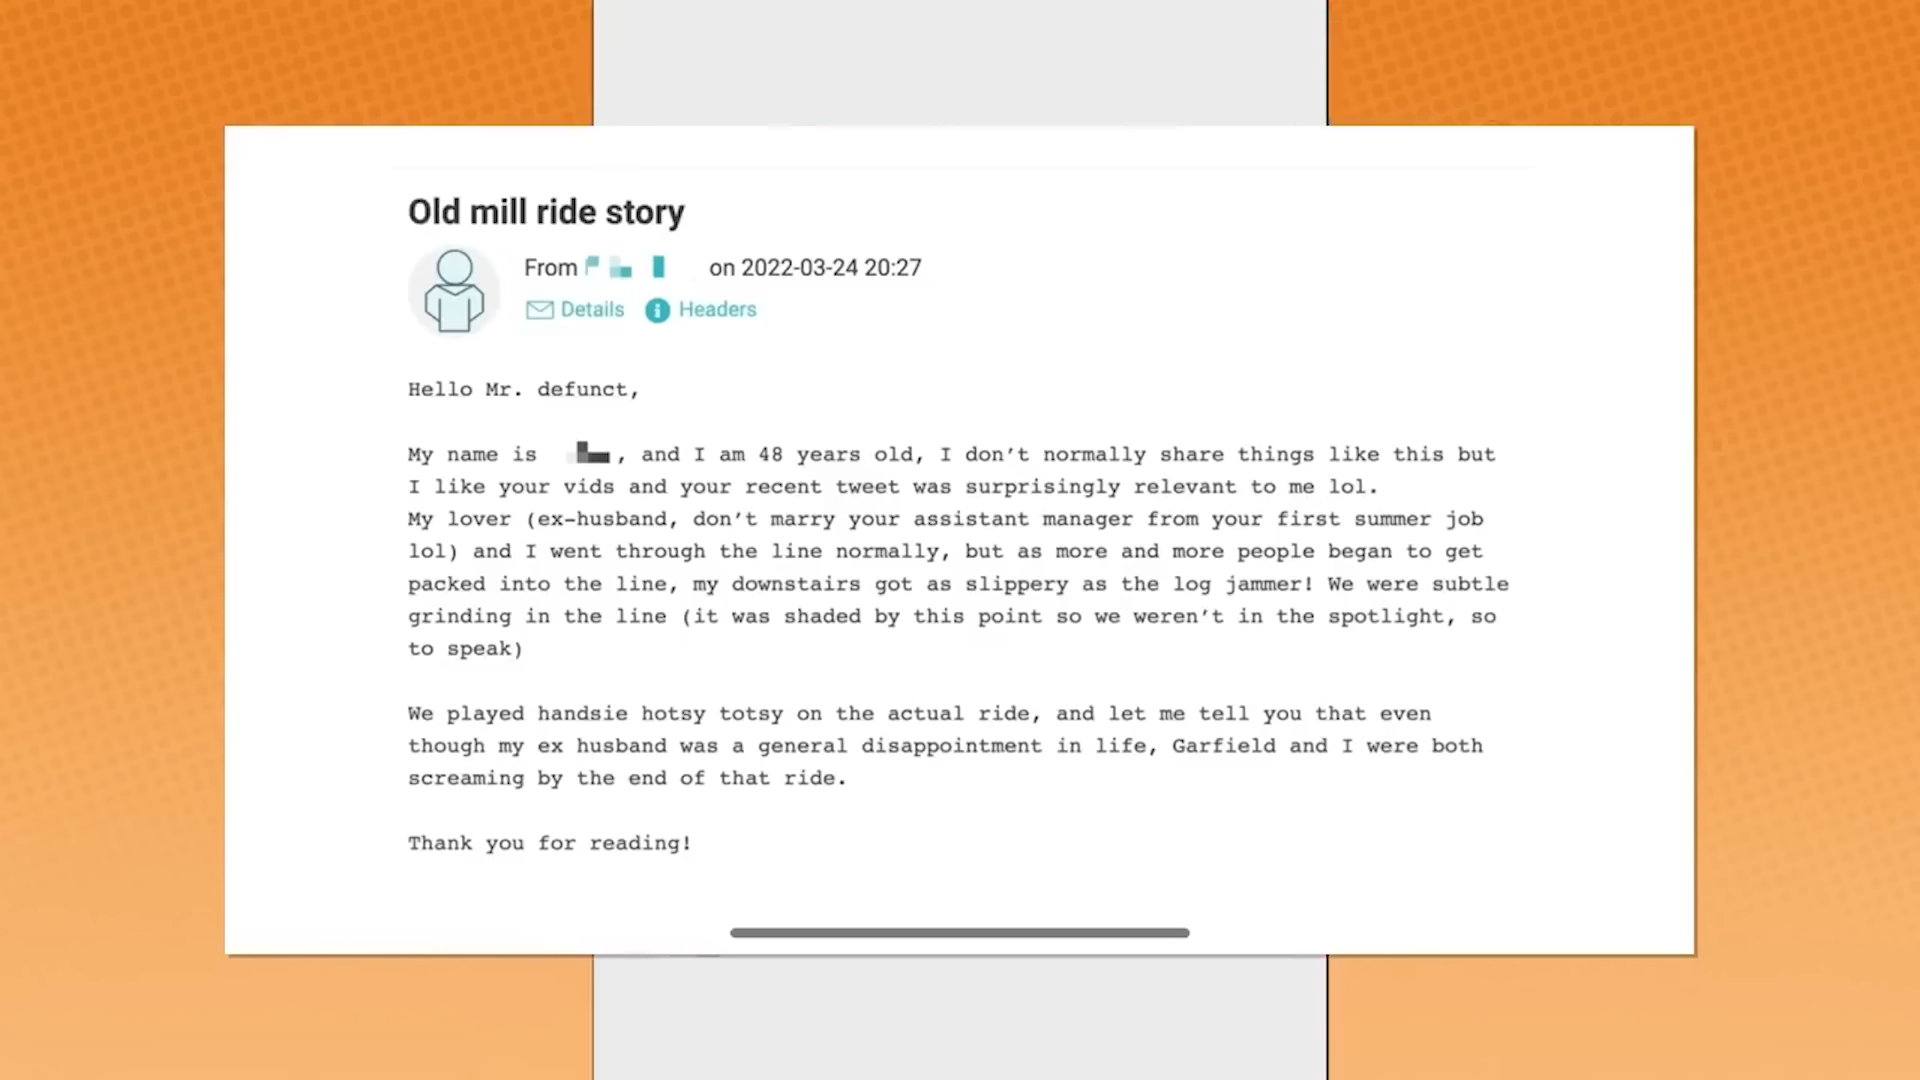 Old mill ride story
From on 2022-03-24 20:27
Details Headers
Hello Mr. defunct,
My name is , and I am 48 years old, I don’t normally share things like this but
I like your vids and your recent tweet was surprisingly relevant to me lol.
My lover (ex-husband, don’t marry your assistant manager from your first summer job
lol) and I went through the line normally, but as more and more people began to get
packed into the line, my downstairs got as slippery as the log jammer! We were subtle
grinding in the line (it was shaded by this point so we weren’t in the spotlight, so
to speak)
We played handsie hotsy totsy on the actual ride, and let me tell you that even
though my ex husband was a general disappointment in life, Garfield and I were both
screaming by the end of that ride.
Thank you for reading!